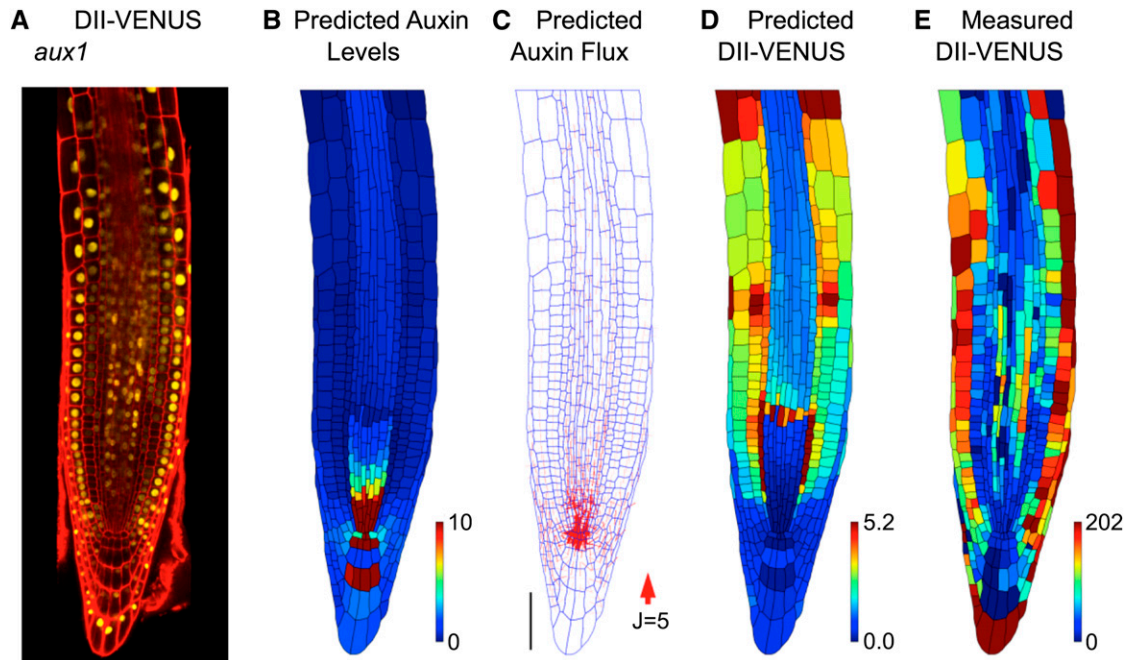 A DII-VENUS
aux1
B Predicted Auxin
Levels
C Predicted
Auxin Flux
D Predicted
DII-VENUS
E Measured
DII-VENUS
10
0
J=5
5.2
0.0
202
0